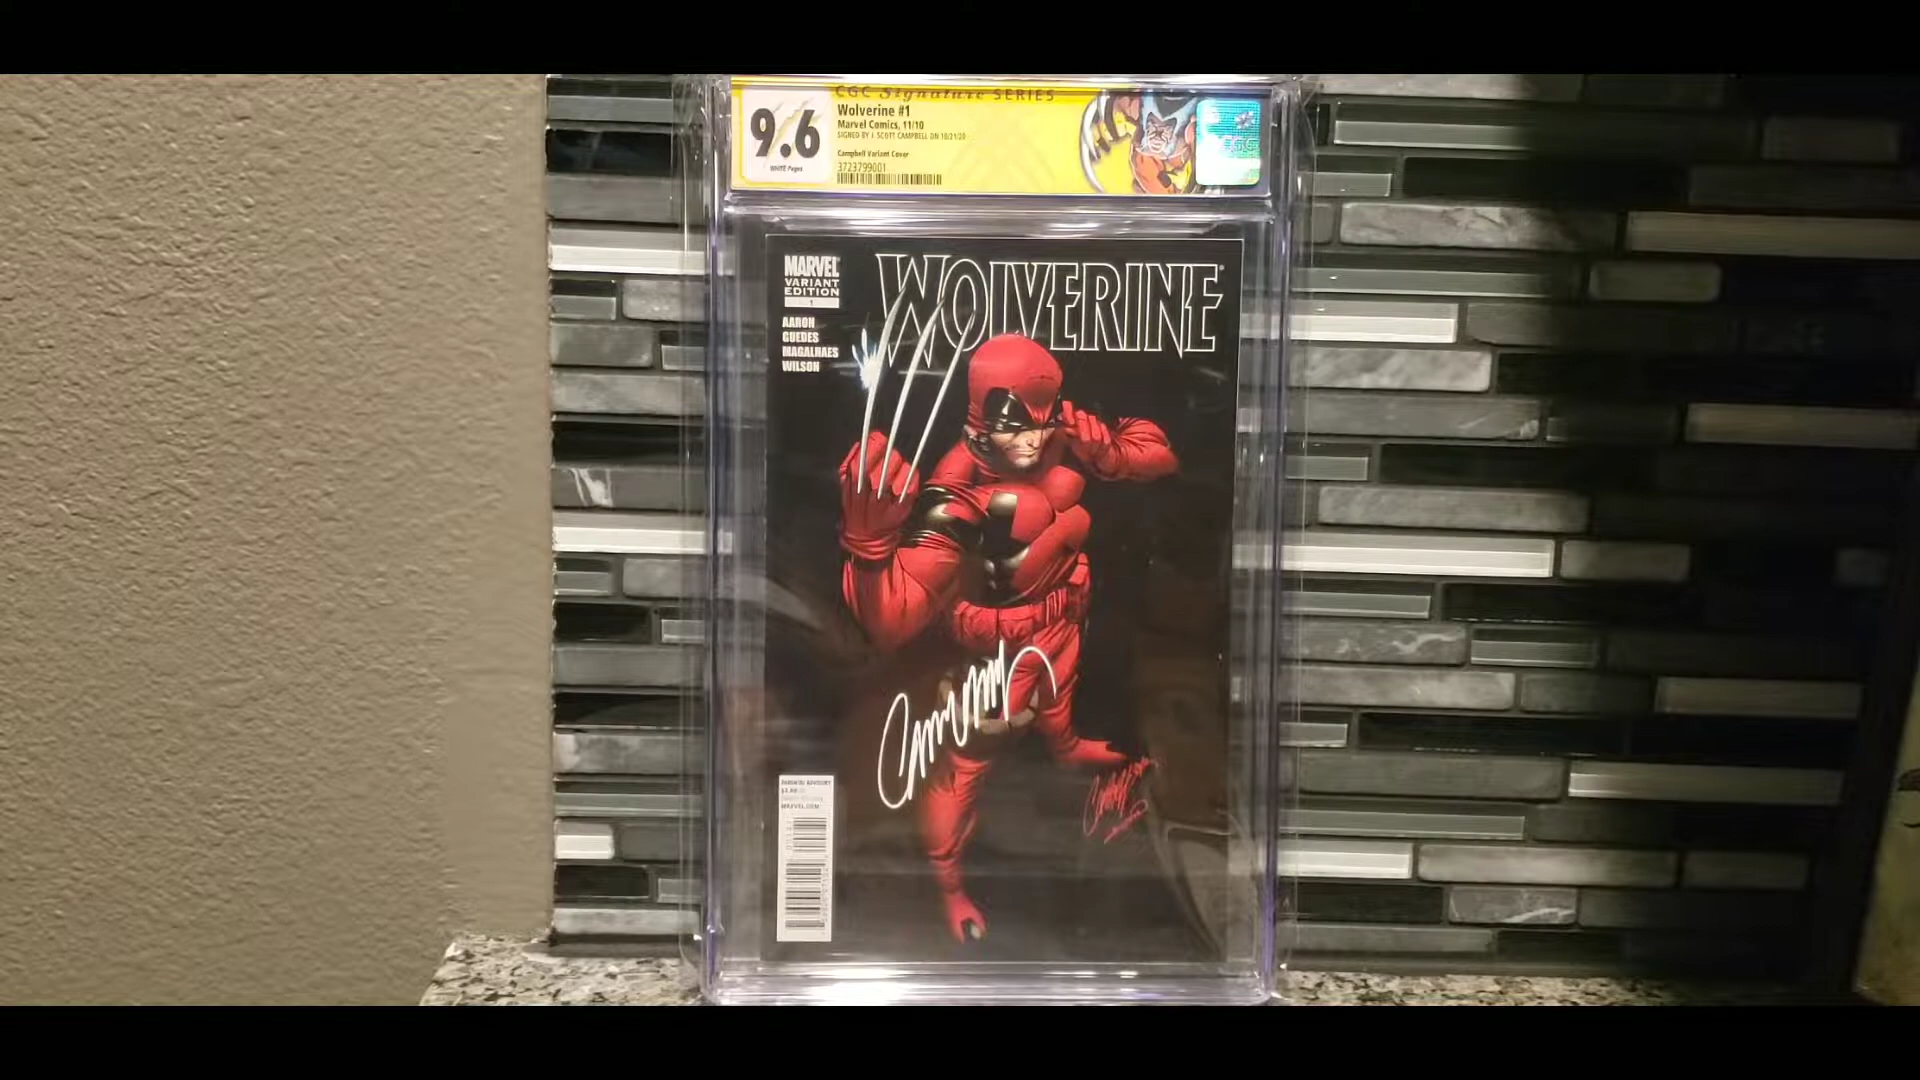 CGC Signature SERIES
9.6
WHITE Pages
Wolverine #1
Marvel Comics, 11/10
SIGNED BY J. SCOTT CAMPBELL ON 10/21/20
Campbell Variant Cover
3723799001
MARVEL
VARIANT
EDITION
1
WOLVERINE
AARON
GUEDES
MAGALHAES
WILSON
MARVEL.COM